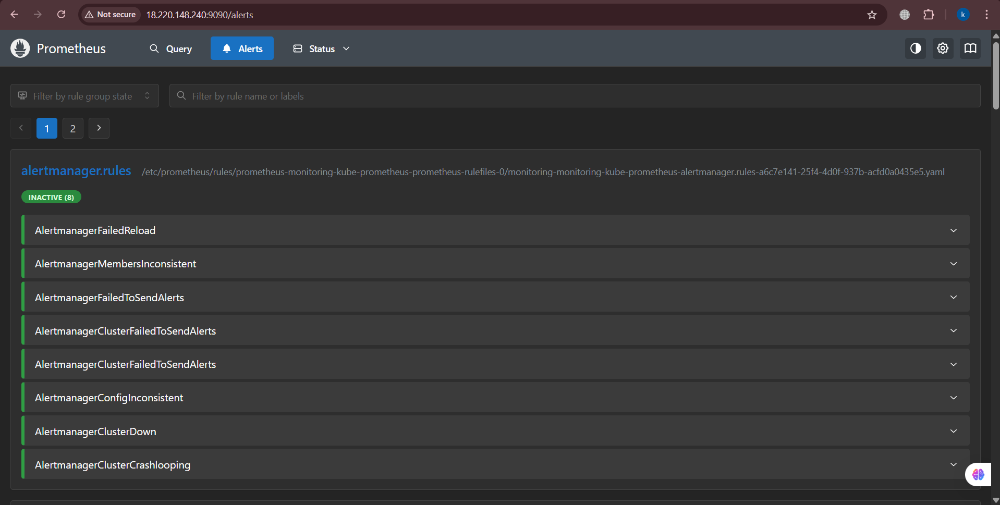 Not secure 18.220.148.240:9090/alerts k
Prometheus Query Alerts Status
Filter by rule group state Filter by rule name or labels
1 2
alertmanager.rules /etc/prometheus/rules/prometheus-monitoring-kube-prometheus-prometheus-rulefiles-0/monitoring-monitoring-kube-prometheus-alertmanager.rules-a6c7e141-25f4-4d0f-937b-acfd0a0435e5.yaml
INACTIVE (8)
AlertmanagerFailedReload
AlertmanagerMembersInconsistent
AlertmanagerFailedToSendAlerts
AlertmanagerClusterFailedToSendAlerts
AlertmanagerClusterFailedToSendAlerts
AlertmanagerConfigInconsistent
AlertmanagerClusterDown
AlertmanagerClusterCrashlooping